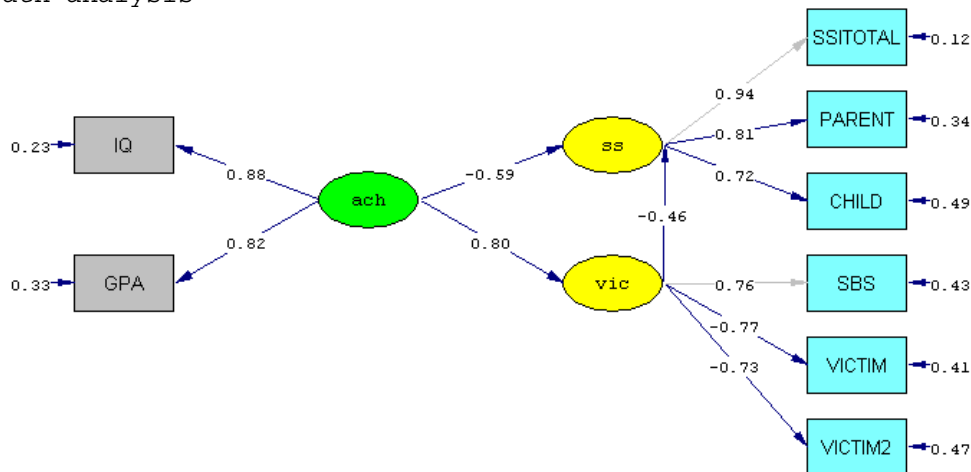 analysis
SSITOTAL
0.12
0.94
PARENT
0.34
0.81
IQ
0.23
ss
0.88
-0.59
0.72
CHILD
0.49
ach
-0.46
0.82
0.80
GPA
0.33
vic
0.76
SBS
0.43
-0.77
VICTIM
0.41
-0.73
VICTIM2
0.47